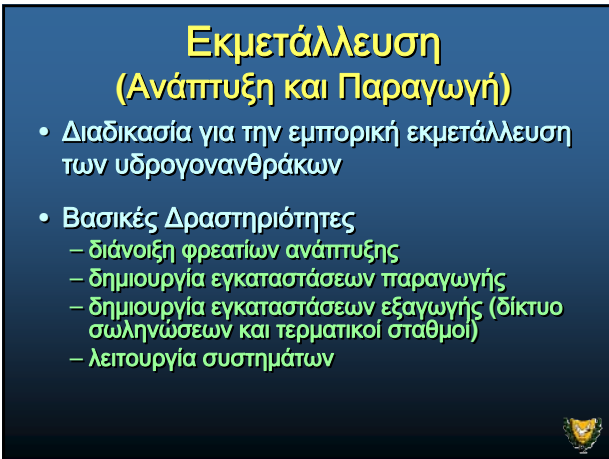 Εκμετάλλευση
(Ανάπτυξη και Παραγωγή)
• Διαδικασία για την εμπορική εκμετάλλευση
των υδρογονανθράκων
• Βασικές Δραστηριότητες
– διάνοιξη φρεατίων ανάπτυξης
– δημιουργία εγκαταστάσεων παραγωγής
– δημιουργία εγκαταστάσεων εξαγωγής (δίκτυο
σωληνώσεων και τερματικοί σταθμοί)
– λειτουργία συστημάτων